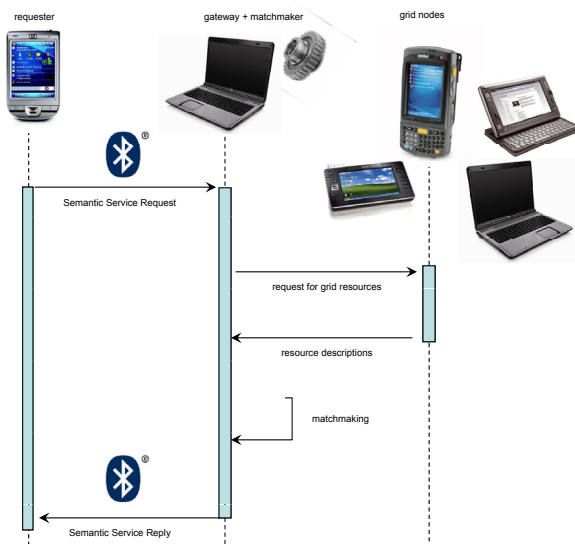 requester
gateway + matchmaker
grid nodes
®
Semantic Service Request
request for grid resources
resource descriptions
matchmaking
®
Semantic Service Reply